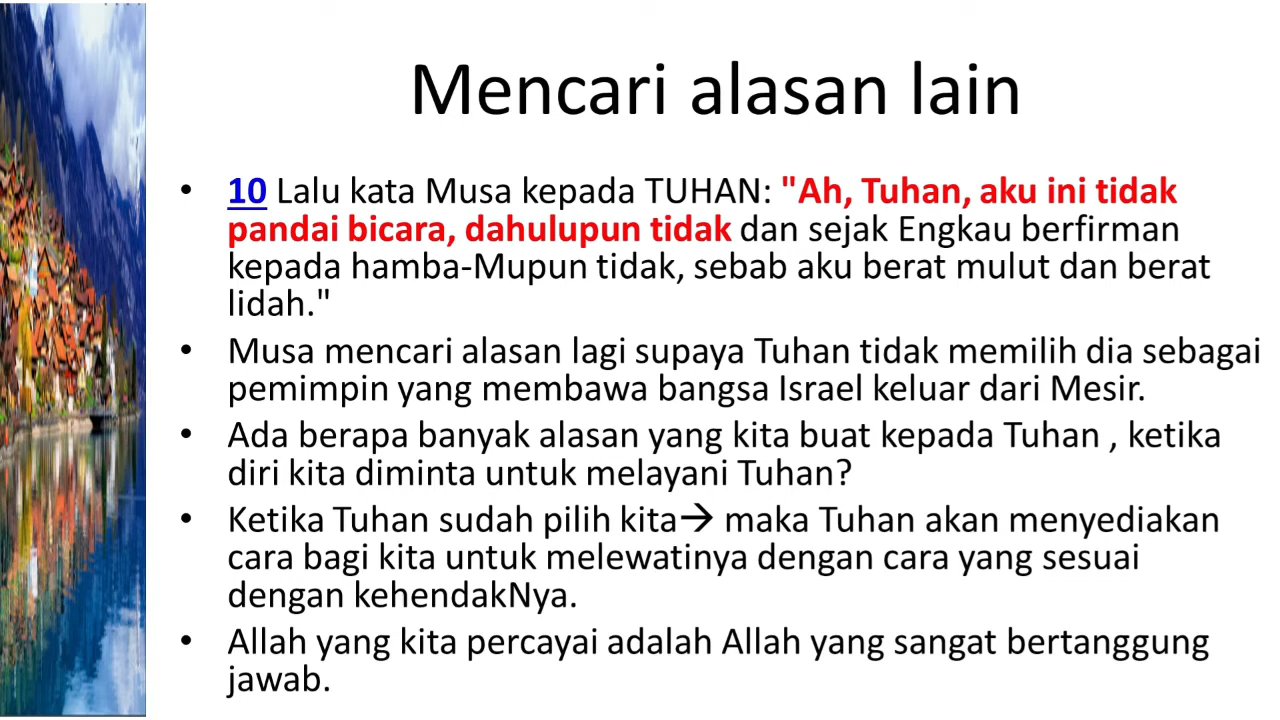 Mencari alasan lain
• 10 Lalu kata Musa kepada TUHAN: "Ah, Tuhan, aku ini tidak
pandai bicara, dahulupun tidak dan sejak Engkau berfirman
kepada hamba-Mupun tidak, sebab aku berat mulut dan berat
lidah."
• Musa mencari alasan lagi supaya Tuhan tidak memilih dia sebagai
pemimpin yang membawa bangsa Israel keluar dari Mesir.
• Ada berapa banyak alasan yang kita buat kepada Tuhan , ketika
diri kita diminta untuk melayani Tuhan?
• Ketika Tuhan sudah pilih kita→ maka Tuhan akan menyediakan
cara bagi kita untuk melewatinya dengan cara yang sesuai
dengan kehendakNya.
• Allah yang kita percayai adalah Allah yang sangat bertanggung
jawab.